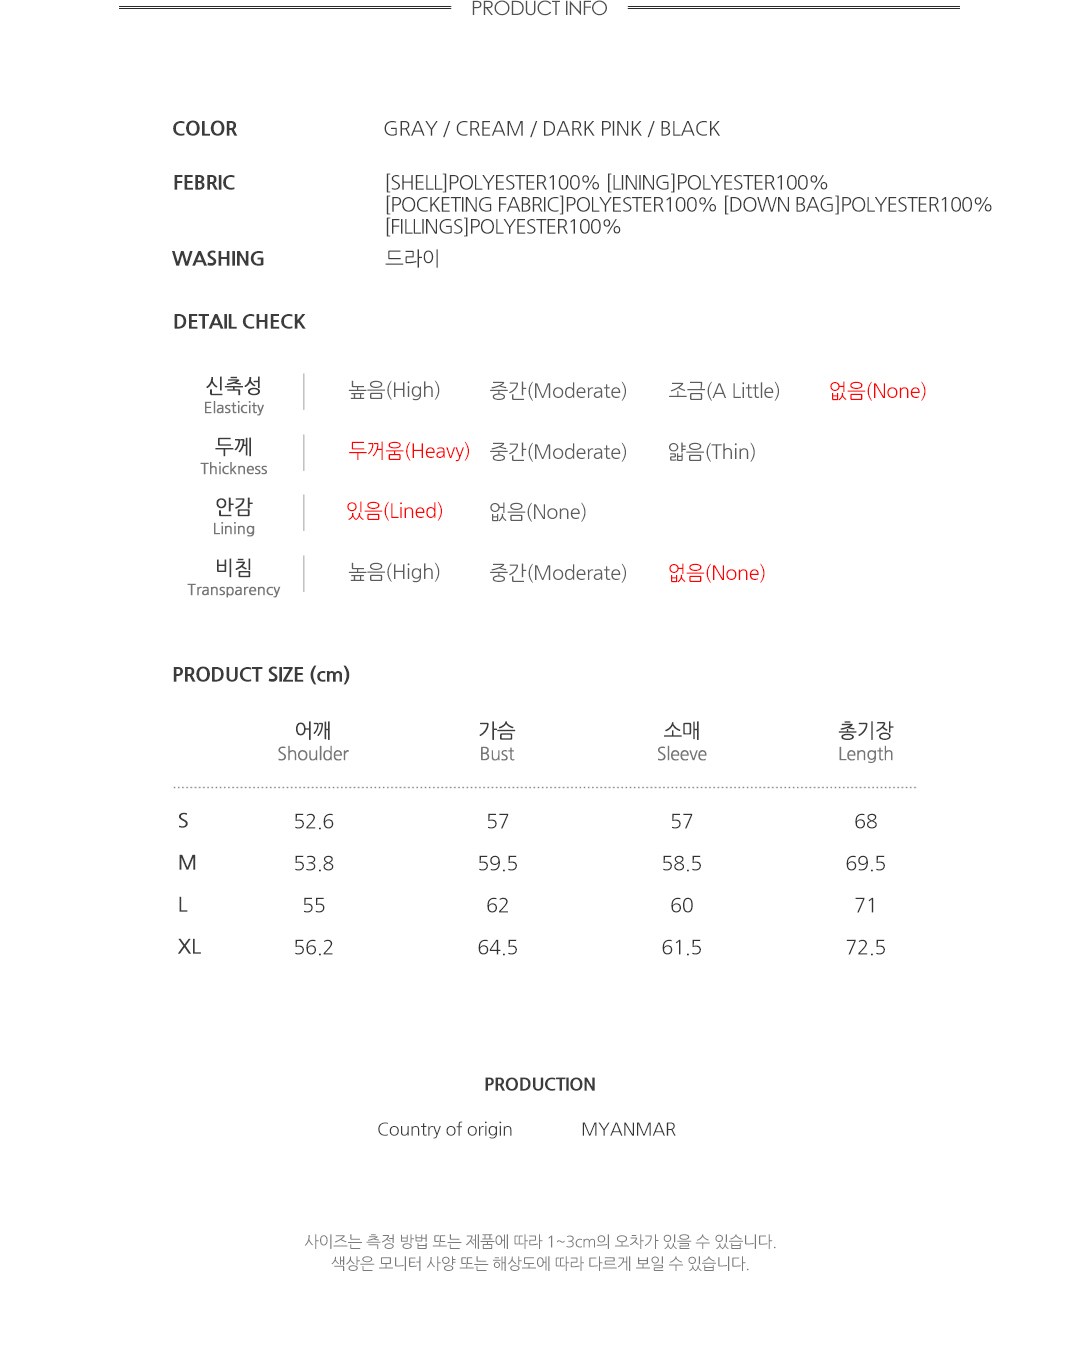 PRODUCT INFO
COLOR GRAY / CREAM / DARK PINK / BLACK
FEBRIC [SHELL]POLYESTER100% [LINING]POLYESTER100%
[POCKETING FABRIC]POLYESTER100% [DOWN BAG]POLYESTER100%
[FILLINGS]POLYESTER100%
WASHING 드라이
DETAIL CHECK
신축성 높음(High) 중간(Moderate) 조금(A Little) 없음(None)
Elasticity
두께 두꺼움(Heavy) 중간(Moderate) 얇음(Thin)
Thickness
안감 있음(Lined) 없음(None)
Lining
비침 높음(High) 중간(Moderate) 없음(None)
Transparency
PRODUCT SIZE (cm)
어깨 가슴 소매 총기장
Shoulder Bust Sleeve Length
S 52.6 57 57 68
M 53.8 59.5 58.5 69.5
L 55 62 60 71
XL 56.2 64.5 61.5 72.5
PRODUCTION
Country of origin MYANMAR
사이즈는 측정 방법 또는 제품에 따라 1~3cm의 오차가 있을 수 있습니다.
색상은 모니터 사양 또는 해상도에 따라 다르게 보일 수 있습니다.